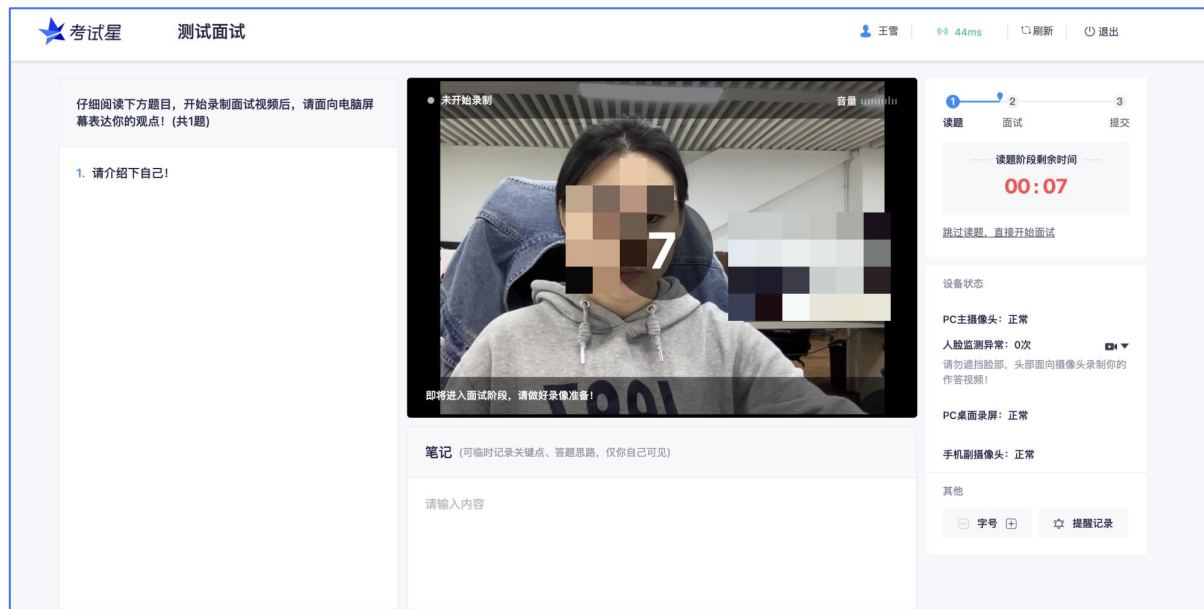 考试星
测试面试
王雪
44ms
刷新
退出
仔细阅读下方题目，开始录制面试视频后，请面向电脑屏
幕表达你的观点！(共1题)
1. 请介绍下自己！
未开始录制
音量
7
即将进入面试阶段，请做好录像准备！
笔记 (可临时记录关键点、答题思路，仅你自己可见)
请输入内容
1
2
3
读题
面试
提交
读题阶段剩余时间
00:07
跳过读题，直接开始面试
设备状态
PC主摄像头：正常
人脸监测异常：0次
请勿遮挡脸部，头部面向摄像头录制你的
作答视频！
PC桌面录屏：正常
手机副摄像头：正常
其他
字号
提醒记录